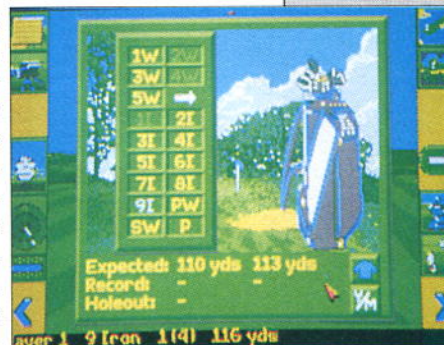 1W 2W
3W 4W
5W
1I 2I
3I 4I
5I 6I
7I 8I
9I PW
SW P
Expected: 110 yds 113 yds
Record: - -
Holeout: -
Y/M
ayer 1 9 Iron 1(4) 116 yds